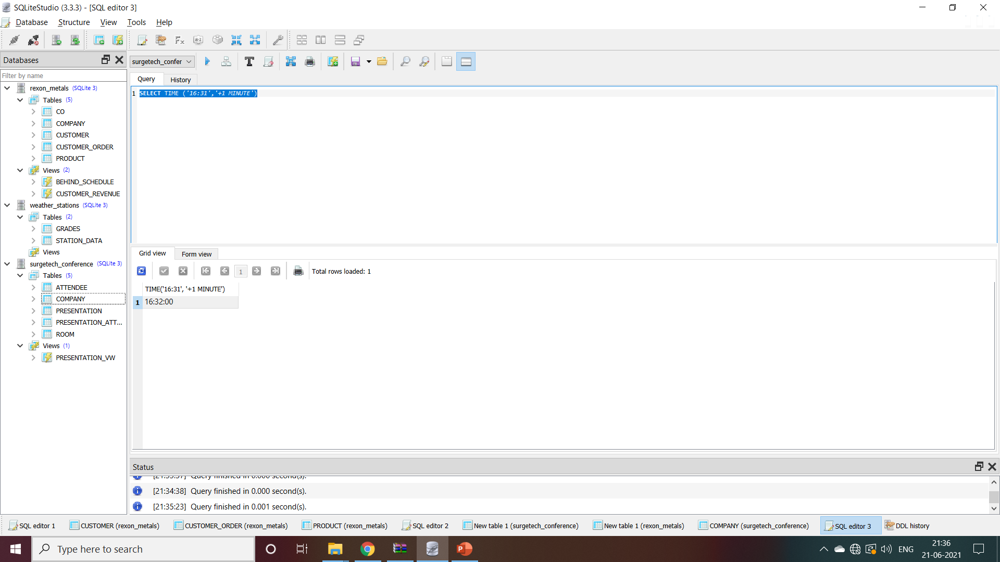 SQLiteStudio (3.3.3) - [SQL editor 3]
Database Structure View Tools Help
Databases
surgetech_confer
Filter by name
Query History
1 SELECT TIME ('16:31','+1 MINUTE')
rexon_metals (SQLite 3)
Tables (5)
CO
COMPANY
CUSTOMER
CUSTOMER_ORDER
PRODUCT
Views (2)
BEHIND_SCHEDULE
CUSTOMER_REVENUE
weather_stations (SQLite 3)
Tables (2)
GRADES
STATION_DATA
Views
surgetech_conference (SQLite 3)
Tables (5)
ATTENDEE
COMPANY
PRESENTATION
PRESENTATION_ATT...
ROOM
Views (1)
PRESENTATION_VW
Grid view Form view
1
Total rows loaded: 1
TIME('16:31', '+1 MINUTE')
1 16:32:00
Status
Query finished in 0.000 second(s).
[21:34:38] Query finished in 0.000 second(s).
[21:35:23] Query finished in 0.001 second(s).
SQL editor 1 CUSTOMER (rexon_metals) CUSTOMER_ORDER (rexon_metals) PRODUCT (rexon_metals) SQL editor 2 New table 1 (surgetech_conference) New table 1 (rexon_metals) COMPANY (surgetech_conference) SQL editor 3 DDL history
Type here to search
ENG
21:36
21-06-2021